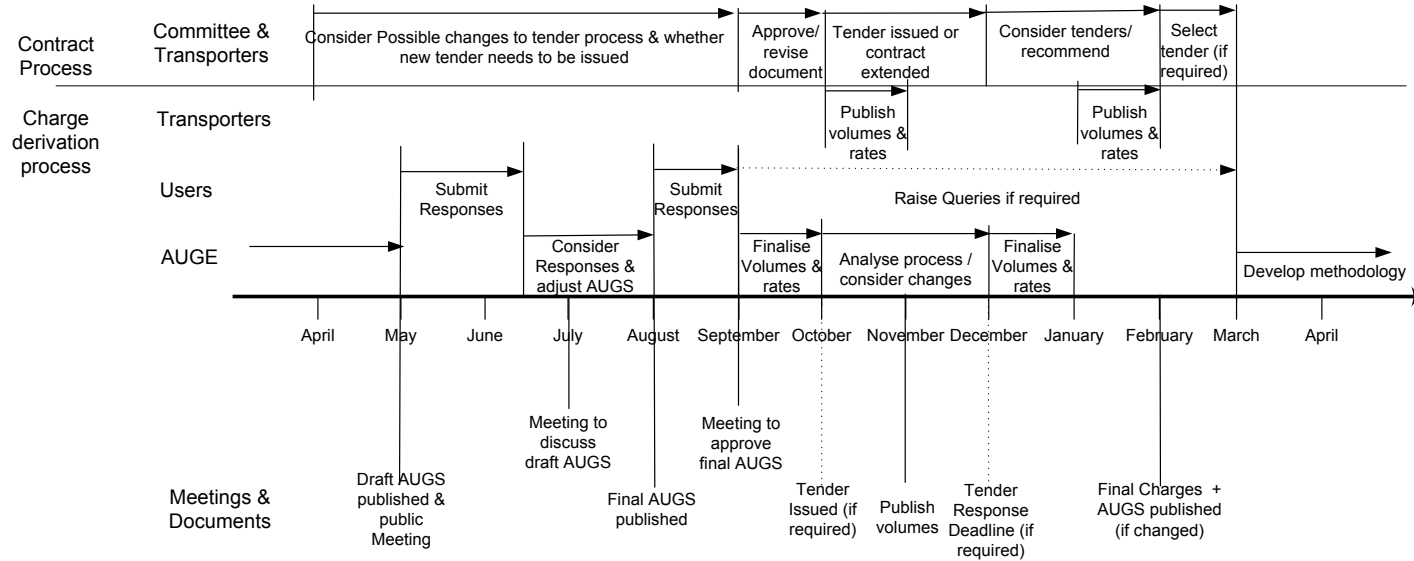 Contract
Process
Committee &
Transporters
Consider Possible changes to tender process & whether
new tender needs to be issued
Approve/
revise
document
Tender issued or
contract
extended
Consider tenders/
recommend
Select
tender (if
required)
Charge
derivation
process
Transporters
Publish
volumes &
rates
Publish
volumes &
rates
Users
Submit
Responses
Submit
Responses
Raise Queries if required
AUGE
Consider
Responses &
adjust AUGS
Finalise
Volumes &
rates
Analyse process /
consider changes
Finalise
Volumes &
rates
Develop methodology
April
May
June
July
August
September
October
November
December
January
February
March
April
Meetings &
Documents
Draft AUGS
published &
public
Meeting
Meeting to
discuss
draft AUGS
Final AUGS
published
Meeting to
approve
final AUGS
Tender
Issued (if
required)
Publish
volumes
Tender
Response
Deadline (if
required)
Final Charges +
AUGS published
(if changed)